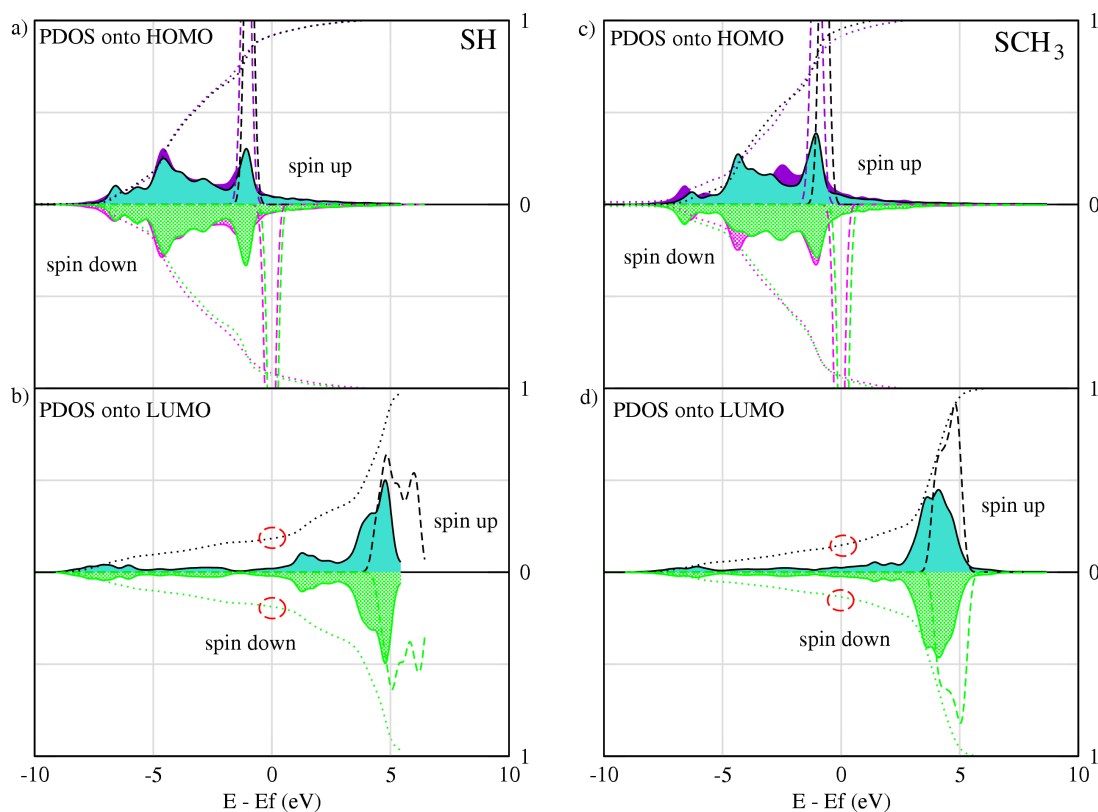 a)
PDOS onto HOMO
SH
1
spin up
0
spin down
b)
PDOS onto LUMO
1
spin up
0
spin down
1
-10
-5
0
5
10
E - Ef (eV)
c)
PDOS onto HOMO
SCH3
1
spin up
0
spin down
d)
PDOS onto LUMO
1
spin up
0
spin down
1
-10
-5
0
5
10
E - Ef (eV)